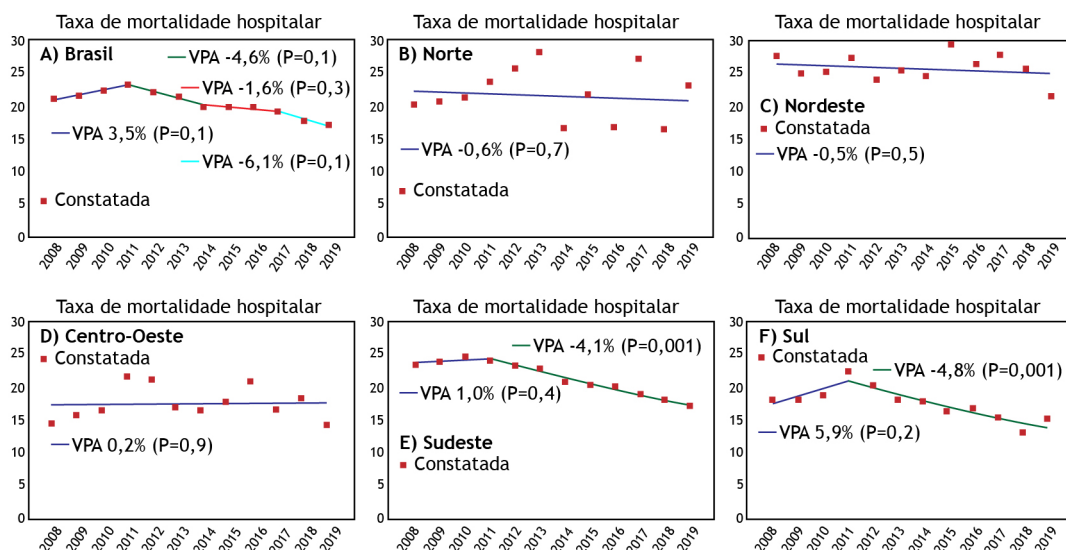 Taxa de mortalidade hospitalar
30
25
20
15
10
5
0
A) Brasil
VPA -4,6% (P=0,1)
VPA -1,6% (P=0,3)
VPA 3,5% (P=0,1)
VPA -6,1% (P=0,1)
Constatada
2008 2009 2010 2011 2012 2013 2014 2015 2016 2017 2018 2019
Taxa de mortalidade hospitalar
30
25
20
15
10
5
0
B) Norte
VPA -0,6% (P=0,7)
Constatada
2008 2009 2010 2011 2012 2013 2014 2015 2016 2017 2018 2019
Taxa de mortalidade hospitalar
30
25
20
15
10
5
0
C) Nordeste
Constatada
VPA -0,5% (P=0,5)
2008 2009 2010 2011 2012 2013 2014 2015 2016 2017 2018 2019
Taxa de mortalidade hospitalar
30
25
20
15
10
5
0
D) Centro-Oeste
Constatada
VPA 0,2% (P=0,9)
2008 2009 2010 2011 2012 2013 2014 2015 2016 2017 2018 2019
Taxa de mortalidade hospitalar
30
25
20
15
10
5
0
VPA -4,1% (P=0,001)
VPA 1,0% (P=0,4)
E) Sudeste
Constatada
2008 2009 2010 2011 2012 2013 2014 2015 2016 2017 2018 2019
Taxa de mortalidade hospitalar
30
25
20
15
10
5
0
F) Sul
Constatada
VPA -4,8% (P=0,001)
VPA 5,9% (P=0,2)
2008 2009 2010 2011 2012 2013 2014 2015 2016 2017 2018 2019